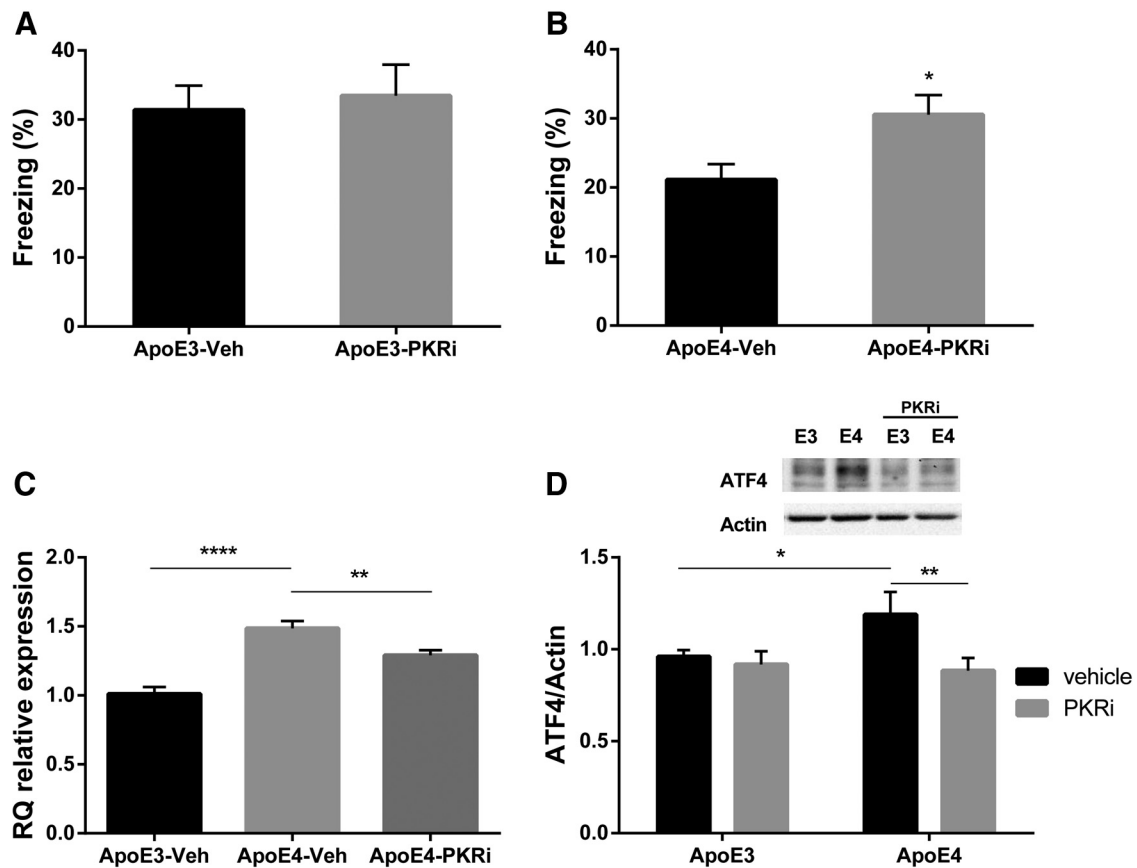 A
Freezing (%)
40
30
20
10
0
ApoE3-Veh
ApoE3-PKRi
B
Freezing (%)
40
30
20
10
0
*
ApoE4-Veh
ApoE4-PKRi
C
RQ relative expression
2.0
1.5
1.0
0.5
0.0
****
**
ApoE3-Veh
ApoE4-Veh
ApoE4-PKRi
D
PKRi
E3 E4 E3 E4
ATF4
Actin
ATF4/Actin
1.5
1.0
0.5
0.0
*
**
ApoE3
ApoE4
vehicle
PKRi